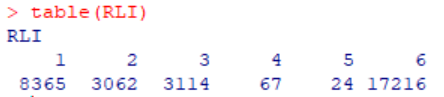 > table(RLI)
RLI
1 2 3 4 5 6
8365 3062 3114 67 24 17216